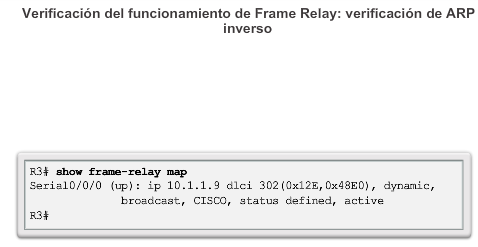 Verificación del funcionamiento de Frame Relay: verificación de ARP
inverso
R3# show frame-relay map
Serial0/0/0 (up): ip 10.1.1.9 dlci 302(0x12E,0x48E0), dynamic,
broadcast, CISCO, status defined, active
R3#